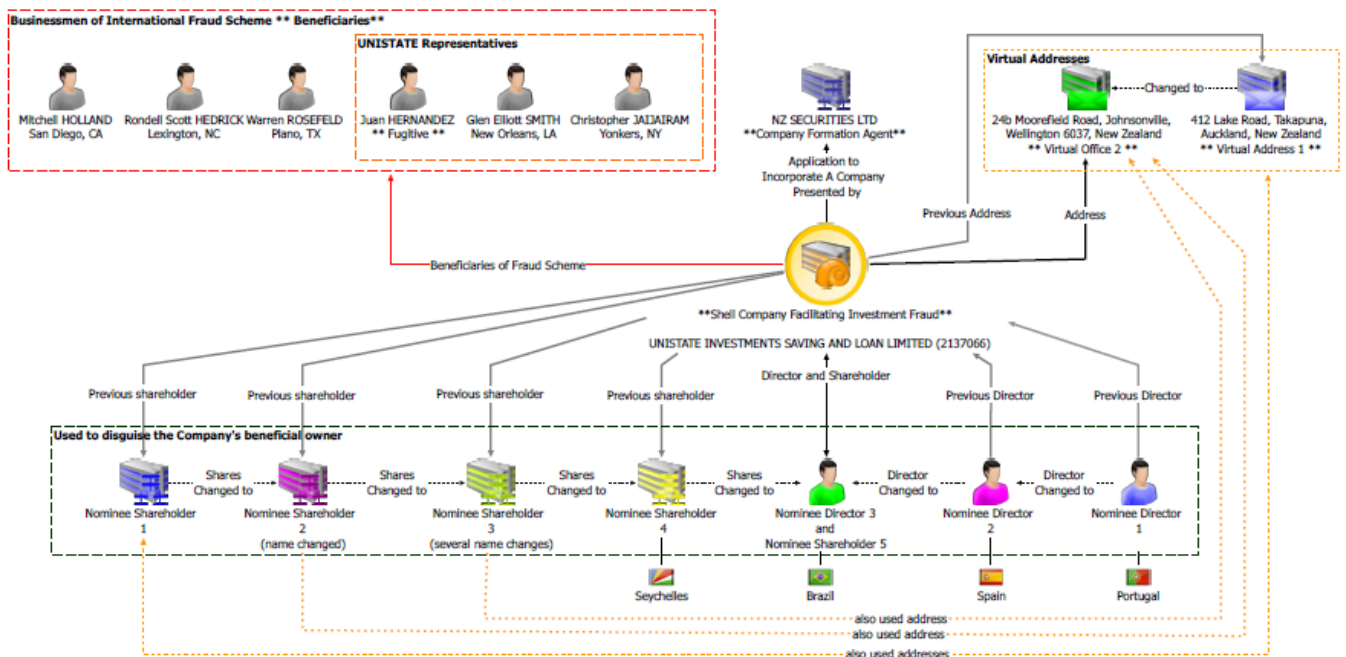 Businessmen of International Fraud Scheme ** Beneficiaries**
UNISTATE Representatives
Mitchell HOLLAND
San Diego, CA
Rondell Scott HEDRICK
Lexington, NC
Warren ROSEFELD
Plano, TX
Juan HERNANDEZ
** Fugitive **
Glen Elliott SMITH
New Orleans, LA
Christopher JAIJAIRAM
Yonkers, NY
NZ SECURITIES LTD
**Company Formation Agent**
Virtual Addresses
Changed to
24b Moorefield Road, Johnsonville,
Wellington 6037, New Zealand
** Virtual Office 2 **
412 Lake Road, Takapuna,
Auckland, New Zealand
** Virtual Address 1 **
Application to
Incorporate A Company
Presented by
Previous Address
Address
Beneficiaries of Fraud Scheme
**Shell Company Facilitating Investment Fraud**
UNISTATE INVESTMENTS SAVING AND LOAN LIMITED (2137066)
Previous shareholder
Previous shareholder
Previous shareholder
Previous shareholder
Director and Shareholder
Previous Director
Previous Director
Used to disguise the Company's beneficial owner
Shares
Changed to
Shares
Changed to
Shares
Changed to
Shares
Changed to
Director
Changed to
Director
Changed to
Nominee Shareholder
1
Nominee Shareholder
2
(name changed)
Nominee Shareholder
3
(several name changes)
Nominee Shareholder
4
Nominee Director 3
and
Nominee Shareholder 5
Nominee Director
2
Nominee Director
1
Seychelles
Brazil
Spain
Portugal
also used address
also used address
also used addresses